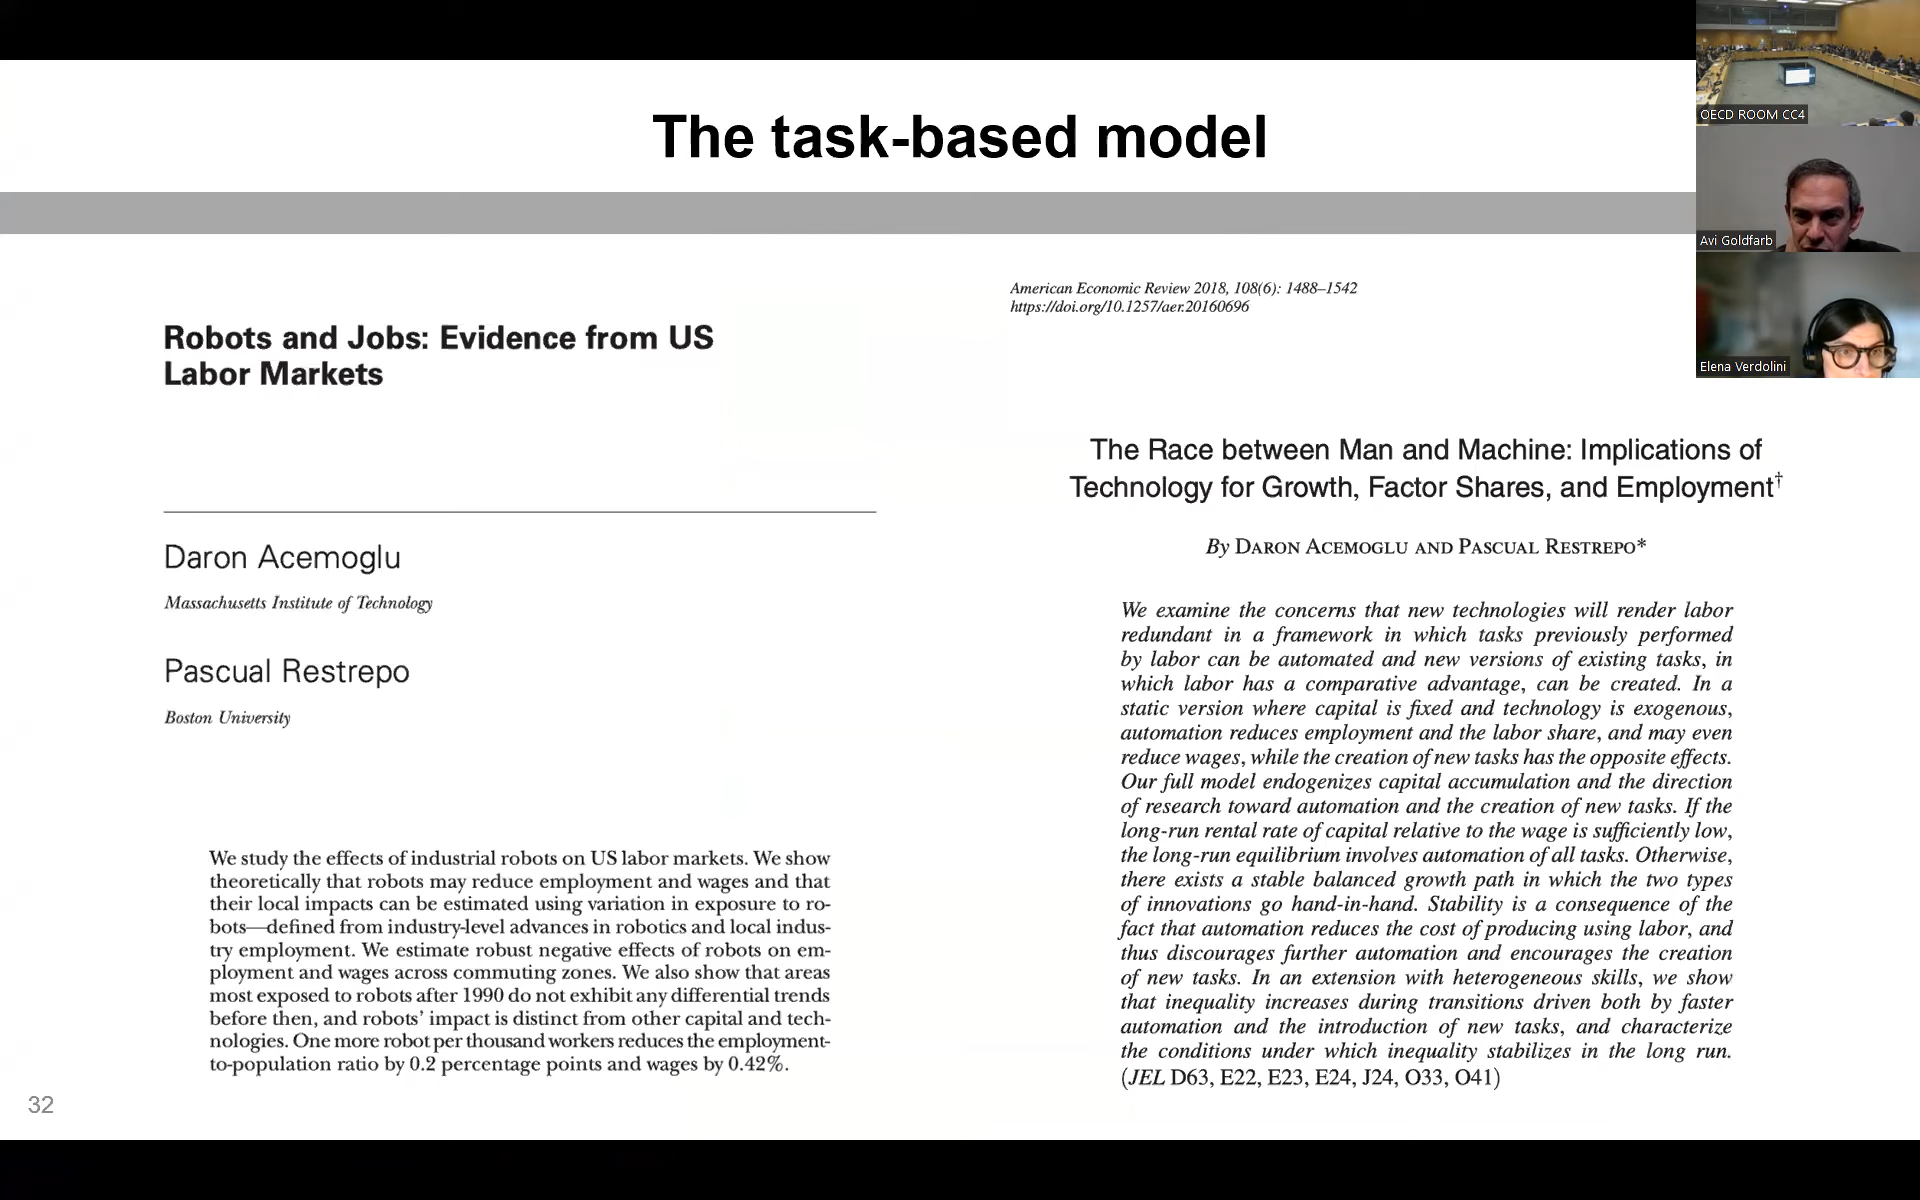 The task-based model
Robots and Jobs: Evidence from US
Labor Markets
Daron Acemoglu
Massachusetts Institute of Technology
Pascual Restrepo
Boston University
We study the effects of industrial robots on US labor markets. We show
theoretically that robots may reduce employment and wages and that
their local impacts can be estimated using variation in exposure to ro-
bots—defined from industry-level advances in robotics and local indus-
try employment. We estimate robust negative effects of robots on em-
ployment and wages across commuting zones. We also show that areas
most exposed to robots after 1990 do not exhibit any differential trends
before then, and robots’ impact is distinct from other capital and tech-
nologies. One more robot per thousand workers reduces the employment-
to-population ratio by 0.2 percentage points and wages by 0.42%.
32
American Economic Review 2018, 108(6): 1488–1542
https://doi.org/10.1257/aer.20160696
The Race between Man and Machine: Implications of
Technology for Growth, Factor Shares, and Employment†
By DARON ACEMOGLU AND PASCUAL RESTREPO*
We examine the concerns that new technologies will render labor
redundant in a framework in which tasks previously performed
by labor can be automated and new versions of existing tasks, in
which labor has a comparative advantage, can be created. In a
static version where capital is fixed and technology is exogenous,
automation reduces employment and the labor share, and may even
reduce wages, while the creation of new tasks has the opposite effects.
Our full model endogenizes capital accumulation and the direction
of research toward automation and the creation of new tasks. If the
long-run rental rate of capital relative to the wage is sufficiently low,
the long-run equilibrium involves automation of all tasks. Otherwise,
there exists a stable balanced growth path in which the two types
of innovations go hand-in-hand. Stability is a consequence of the
fact that automation reduces the cost of producing using labor, and
thus discourages further automation and encourages the creation
of new tasks. In an extension with heterogeneous skills, we show
that inequality increases during transitions driven both by faster
automation and the introduction of new tasks, and characterize
the conditions under which inequality stabilizes in the long run.
(JEL D63, E22, E23, E24, J24, O33, O41)
OECD ROOM CC4
Avi Goldfarb
Elena Verdolini